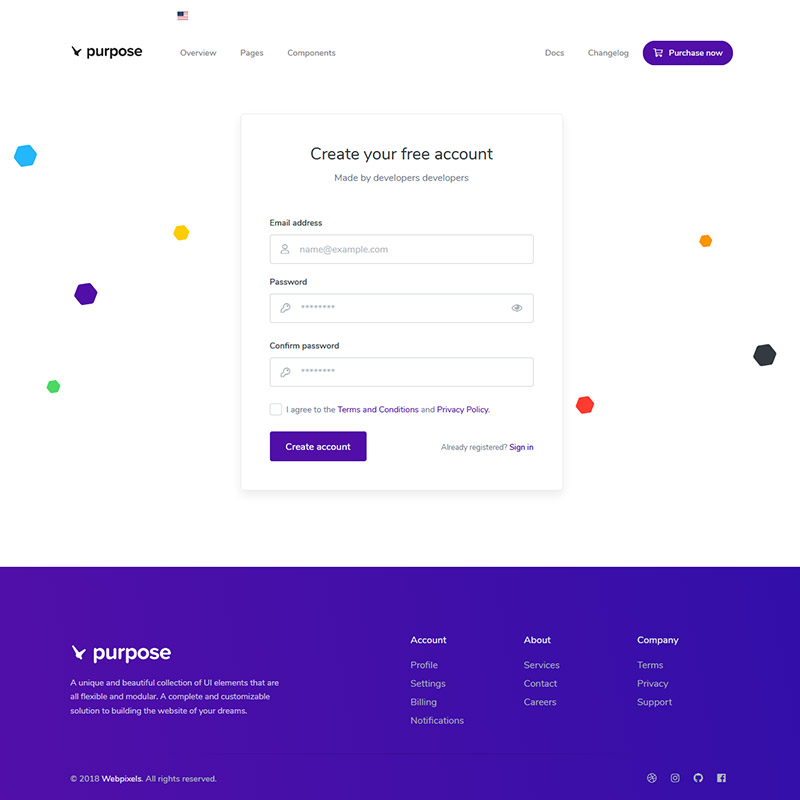 purpose Overview Pages Components Docs Changelog Purchase now
Create your free account
Made by developers developers
Email address
name@example.com
Password
********
Confirm password
********
I agree to the Terms and Conditions and Privacy Policy.
Create account Already registered? Sign in
purpose
A unique and beautiful collection of UI elements that are
all flexible and modular. A complete and customizable
solution to building the website of your dreams.
Account
Profile
Settings
Billing
Notifications
About
Services
Contact
Careers
Company
Terms
Privacy
Support
© 2018 Webpixels. All rights reserved.